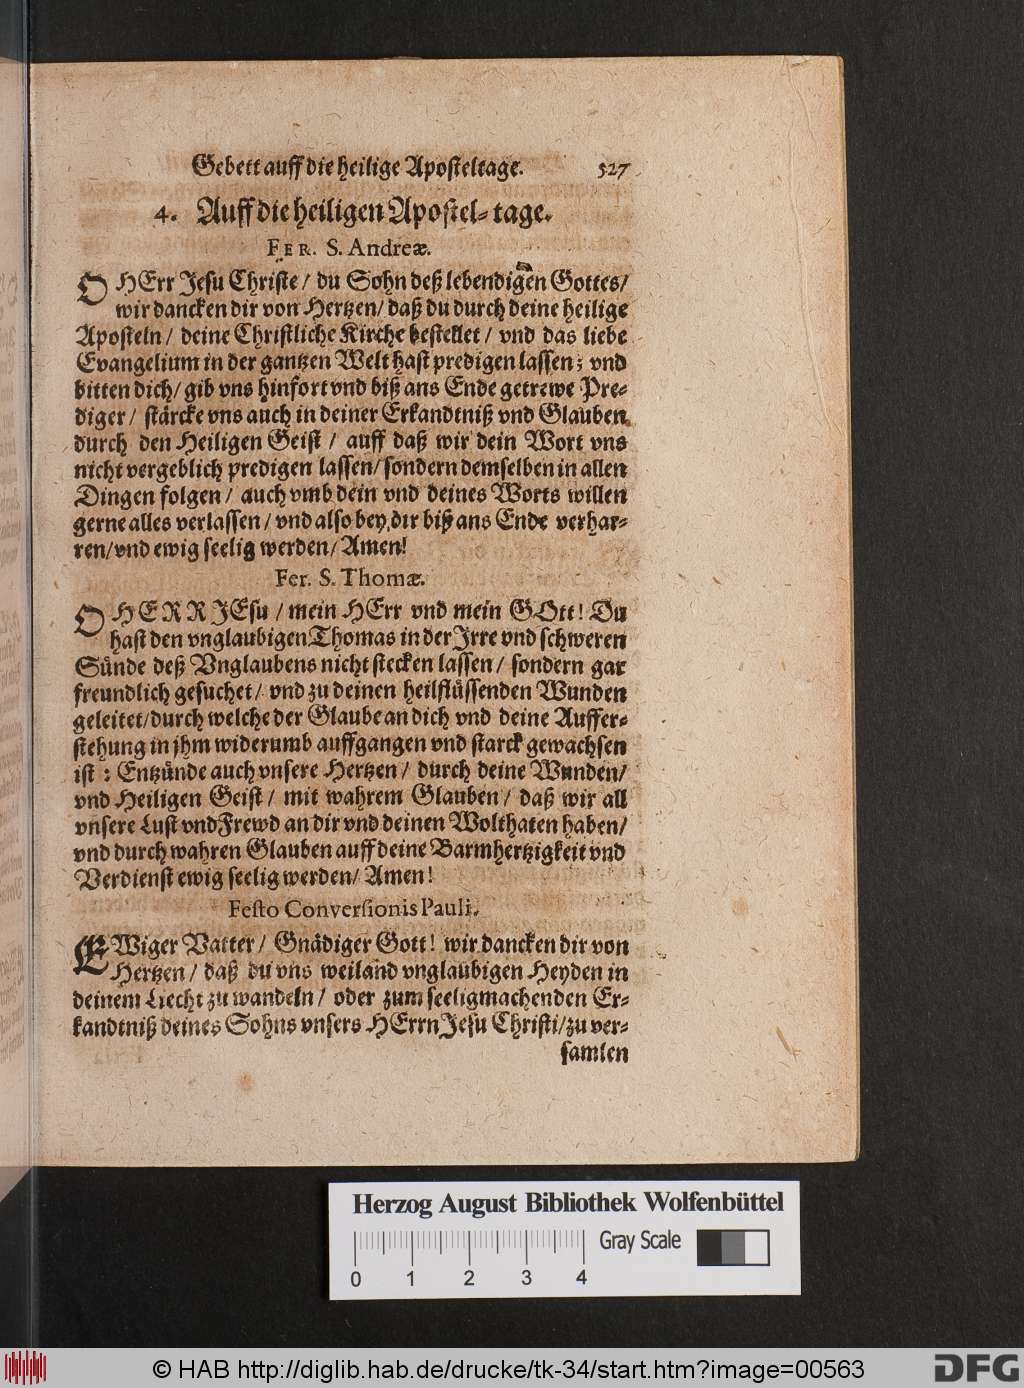 Gebett auff die heilige Aposteltage. 527
4. Auff die heiligen Apostel-tage.
FER. S. Andreæ.
O HErr Jesu Christe / du Sohn deß lebendigen Gottes/
wir dancken dir von Hertzen/ daß du durch deine heilige
Aposteln / deine Christliche Kirche bestellet / vnd das liebe
Evangelium in der gantzen Welt hast predigen lassen; vnd
bitten dich/ gib vns hinfort vnd biß ans Ende getrewe Pre-
diger / stärcke vns auch in deiner Erkandtniß vnd Glauben
durch den Heiligen Geist / auff daß wir dein Wort vns
nicht vergeblich predigen lassen/ sondern demselben in allen
Dingen folgen / auch vmb dein vnd deines Worts willen
gerne alles verlassen / vnd also bey dir biß ans Ende verhar-
ren/vnd ewig seelig werden/ Amen!
Fer. S. Thomæ.
O HERR JEsu / mein HErr vnd mein GOtt! Du
hast den vnglaubigen Thomas in der Irre vnd schweren
Sünde deß Vnglaubens nicht stecken lassen / sondern gar
freundlich gesuchet / vnd zu deinen heilflüssenden Wunden
geleitet/durch welche der Glaube an dich vnd deine Auffer-
stehung in jhm widerumb auffgangen vnd starck gewachsen
ist : Entzünde auch vnsere Hertzen / durch deine Wunden/
vnd Heiligen Geist / mit wahrem Glauben / daß wir all
vnsere Lust vnd Frewd an dir vnd deinen Wolthaten haben/
vnd durch wahren Glauben auff deine Barmhertzigkeit vnd
Verdienst ewig seelig werden/ Amen!
Festo Conversionis Pauli.
EWiger Vatter / Gnädiger Gott! wir dancken dir von
Hertzen / daß du vns weiland vnglaubigen Heyden in
deinem Liecht zu wandeln / oder zum seeligmachenden Er-
kandtniß deines Sohns vnsers HErrn Jesu Christi/zu ver-
samlen
Herzog August Bibliothek Wolfenbüttel
Gray Scale
0 1 2 3 4
© HAB http://diglib.hab.de/drucke/tk-34/start.htm?image=00563
DFG